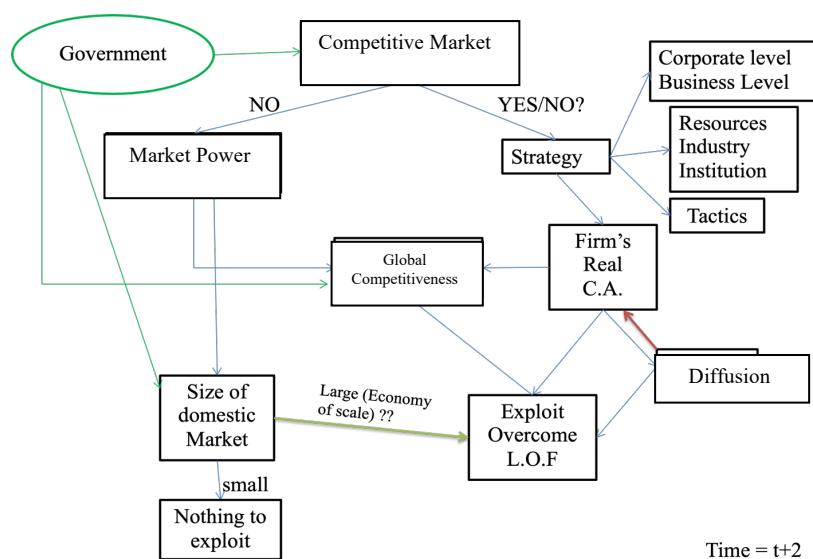 Government
Competitive Market
Corporate level
Business Level
NO
YES/NO?
Resources
Industry
Institution
Market Power
Strategy
Tactics
Firm's
Real
C.A.
Global
Competitiveness
Diffusion
Size of
domestic
Market
Large (Economy
of scale) ??
Exploit
Overcome
L.O.F
small
Nothing to
exploit
Time = t+2